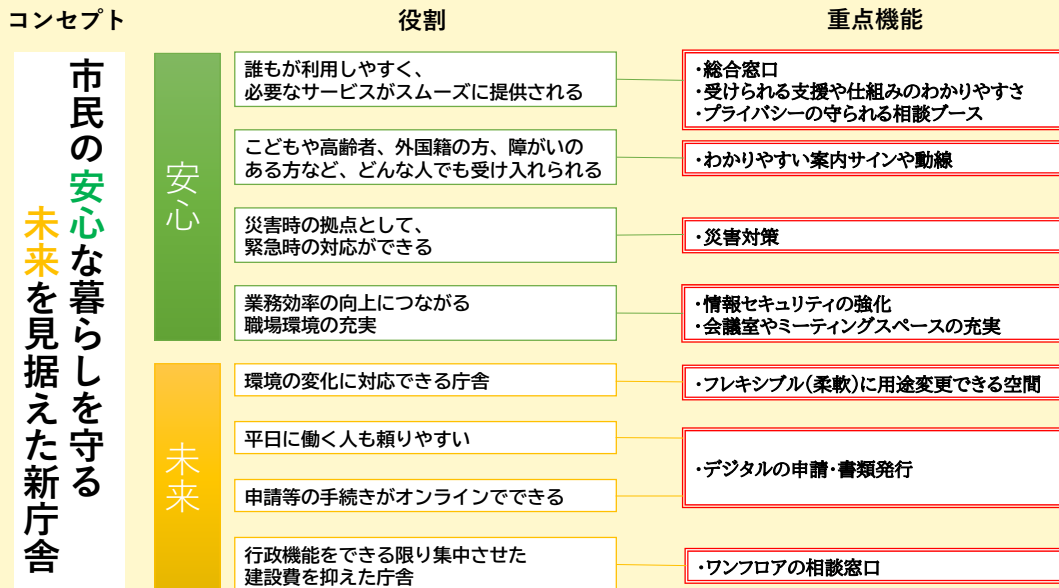 コンセプト
役割
重点機能
市民の安心な暮らしを守る
未来を見据えた新庁舎
安心
誰もが利用しやすく、
必要なサービスがスムーズに提供される
・総合窓口
・受けられる支援や仕組みのわかりやすさ
・プライバシーの守られる相談ブース
こどもや高齢者、外国籍の方、障がいの
ある方など、どんな人でも受け入れられる
・わかりやすい案内サインや動線
災害時の拠点として、
緊急時の対応ができる
・災害対策
業務効率の向上につながる
職場環境の充実
・情報セキュリティの強化
・会議室やミーティングスペースの充実
未来
環境の変化に対応できる庁舎
・フレキシブル(柔軟)に用途変更できる空間
平日に働く人も頼りやすい
申請等の手続きがオンラインでできる
・デジタルの申請・書類発行
行政機能をできる限り集中させた
建設費を抑えた庁舎
・ワンフロアの相談窓口